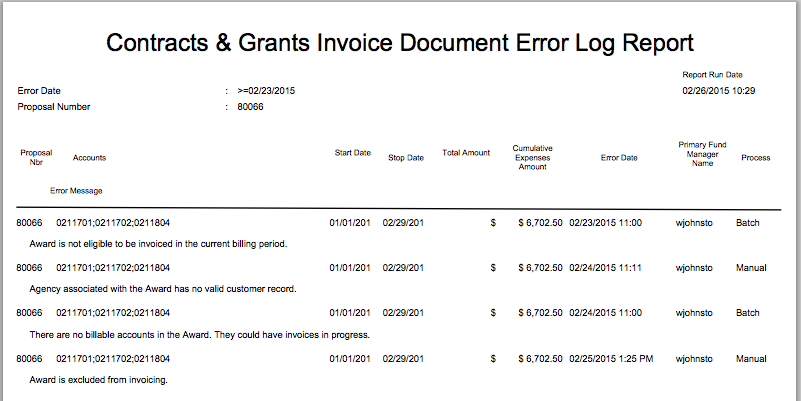 Contracts & Grants Invoice Document Error Log Report
Report Run Date
Error Date : >=02/23/2015 02/26/2015 10:29
Proposal Number : 80066
Proposal Nbr Accounts Start Date Stop Date Total Amount Cumulative Expenses Amount Error Date Primary Fund Manager Name Process
Error Message
80066 0211701;0211702;0211804 01/01/201 02/29/201 $ $ 6,702.50 02/23/2015 11:00 wjohnsto Batch
Award is not eligible to be invoiced in the current billing period.
80066 0211701;0211702;0211804 01/01/201 02/29/201 $ $ 6,702.50 02/24/2015 11:11 wjohnsto Manual
Agency associated with the Award has no valid customer record.
80066 0211701;0211702;0211804 01/01/201 02/29/201 $ $ 6,702.50 02/24/2015 11:00 wjohnsto Batch
There are no billable accounts in the Award. They could have invoices in progress.
80066 0211701;0211702;0211804 01/01/201 02/29/201 $ $ 6,702.50 02/25/2015 1:25 PM wjohnsto Manual
Award is excluded from invoicing.